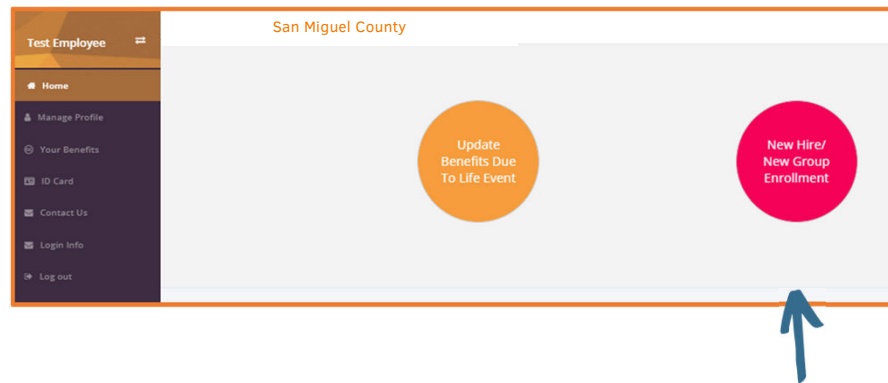 San Miguel County
Test Employee
Home
Manage Profile
Your Benefits
ID Card
Contact Us
Login Info
Log out
Update
Benefits Due
To Life Event
New Hire/
New Group
Enrollment